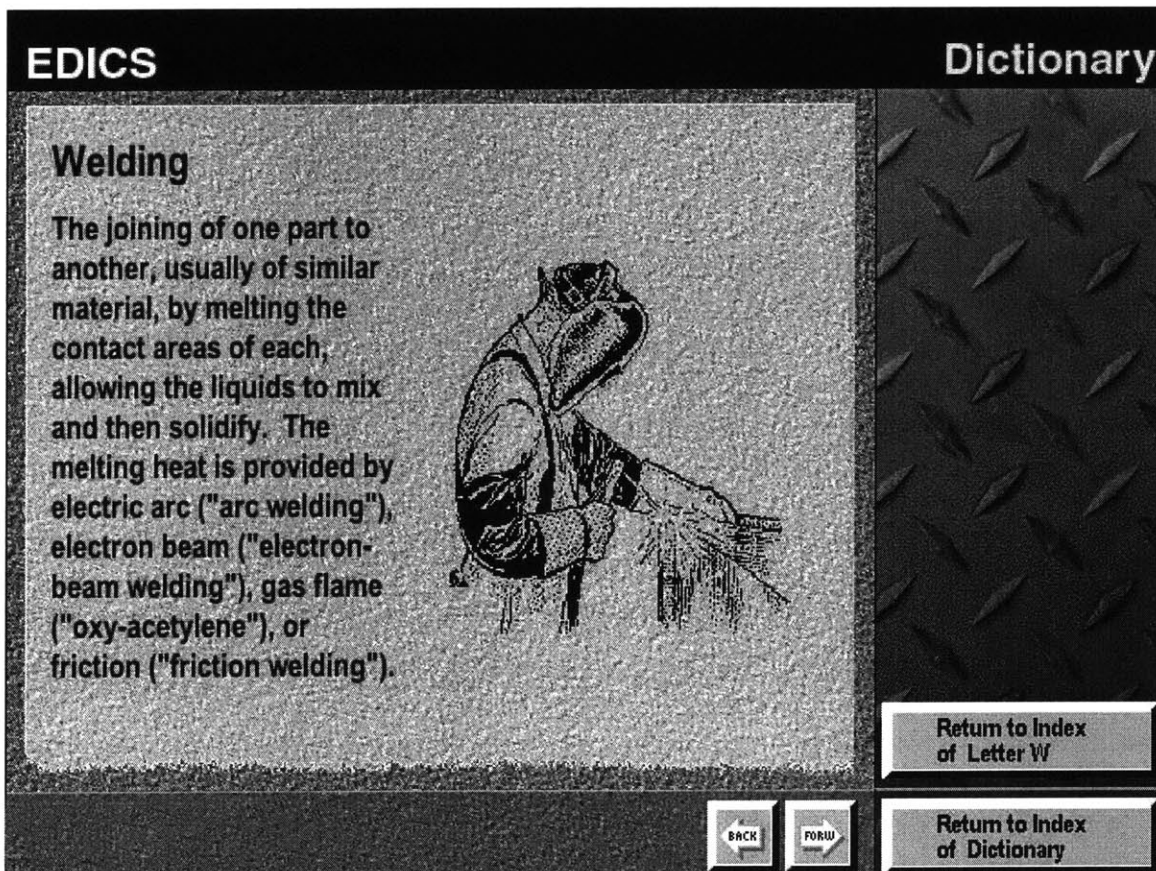 EDICS
Dictionary
Welding
The joining of one part to
another, usually of similar
material, by melting the
contact areas of each,
allowing the liquids to mix
and then solidify. The
melting heat is provided by
electric arc ("arc welding"),
electron beam ("electron-
beam welding"), gas flame
("oxy-acetylene"), or
friction ("friction welding").
Return to Index
of Letter W
BACK
FORW
Return to Index
of Dictionary